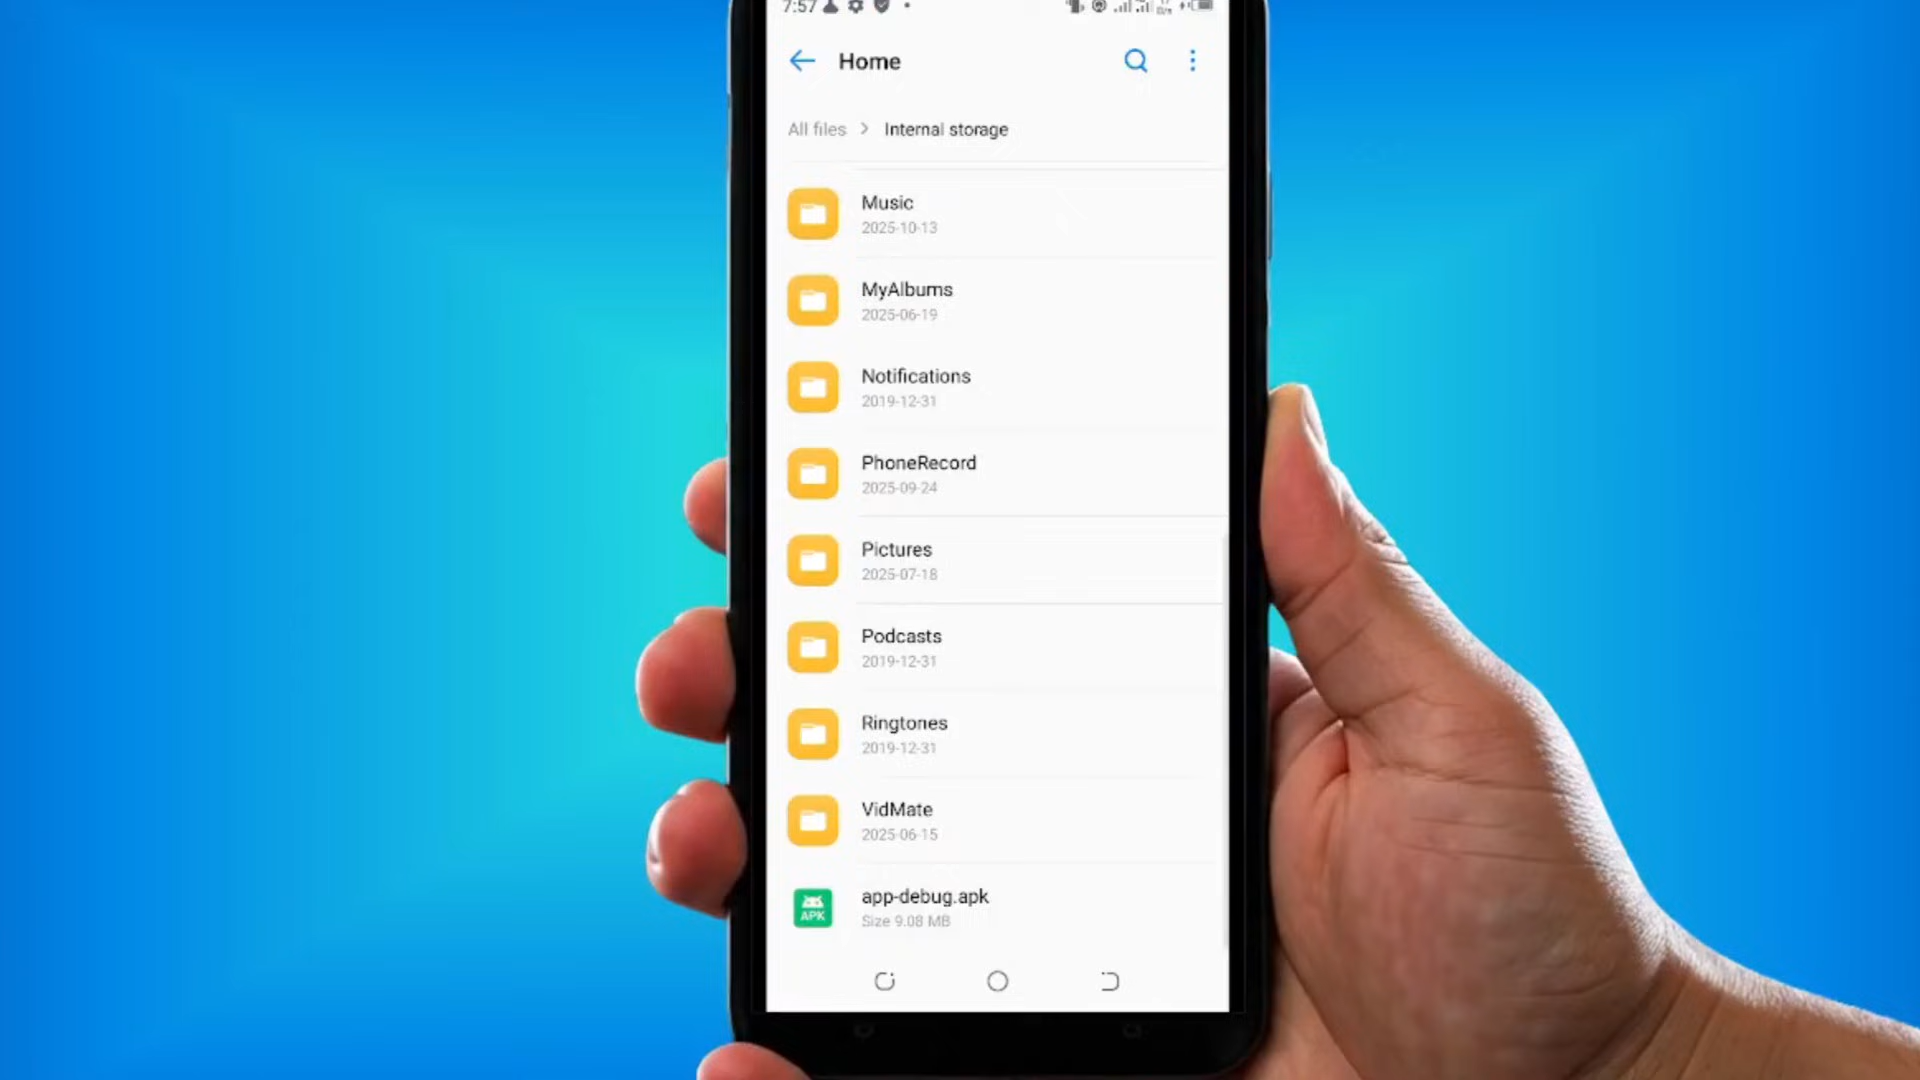 7:57
Home
All files > Internal storage
Music
2025-10-13
MyAlbums
2025-06-19
Notifications
2019-12-31
PhoneRecord
2025-09-24
Pictures
2025-07-18
Podcasts
2019-12-31
Ringtones
2019-12-31
VidMate
2025-06-15
app-debug.apk
APK
Size 9.08 MB